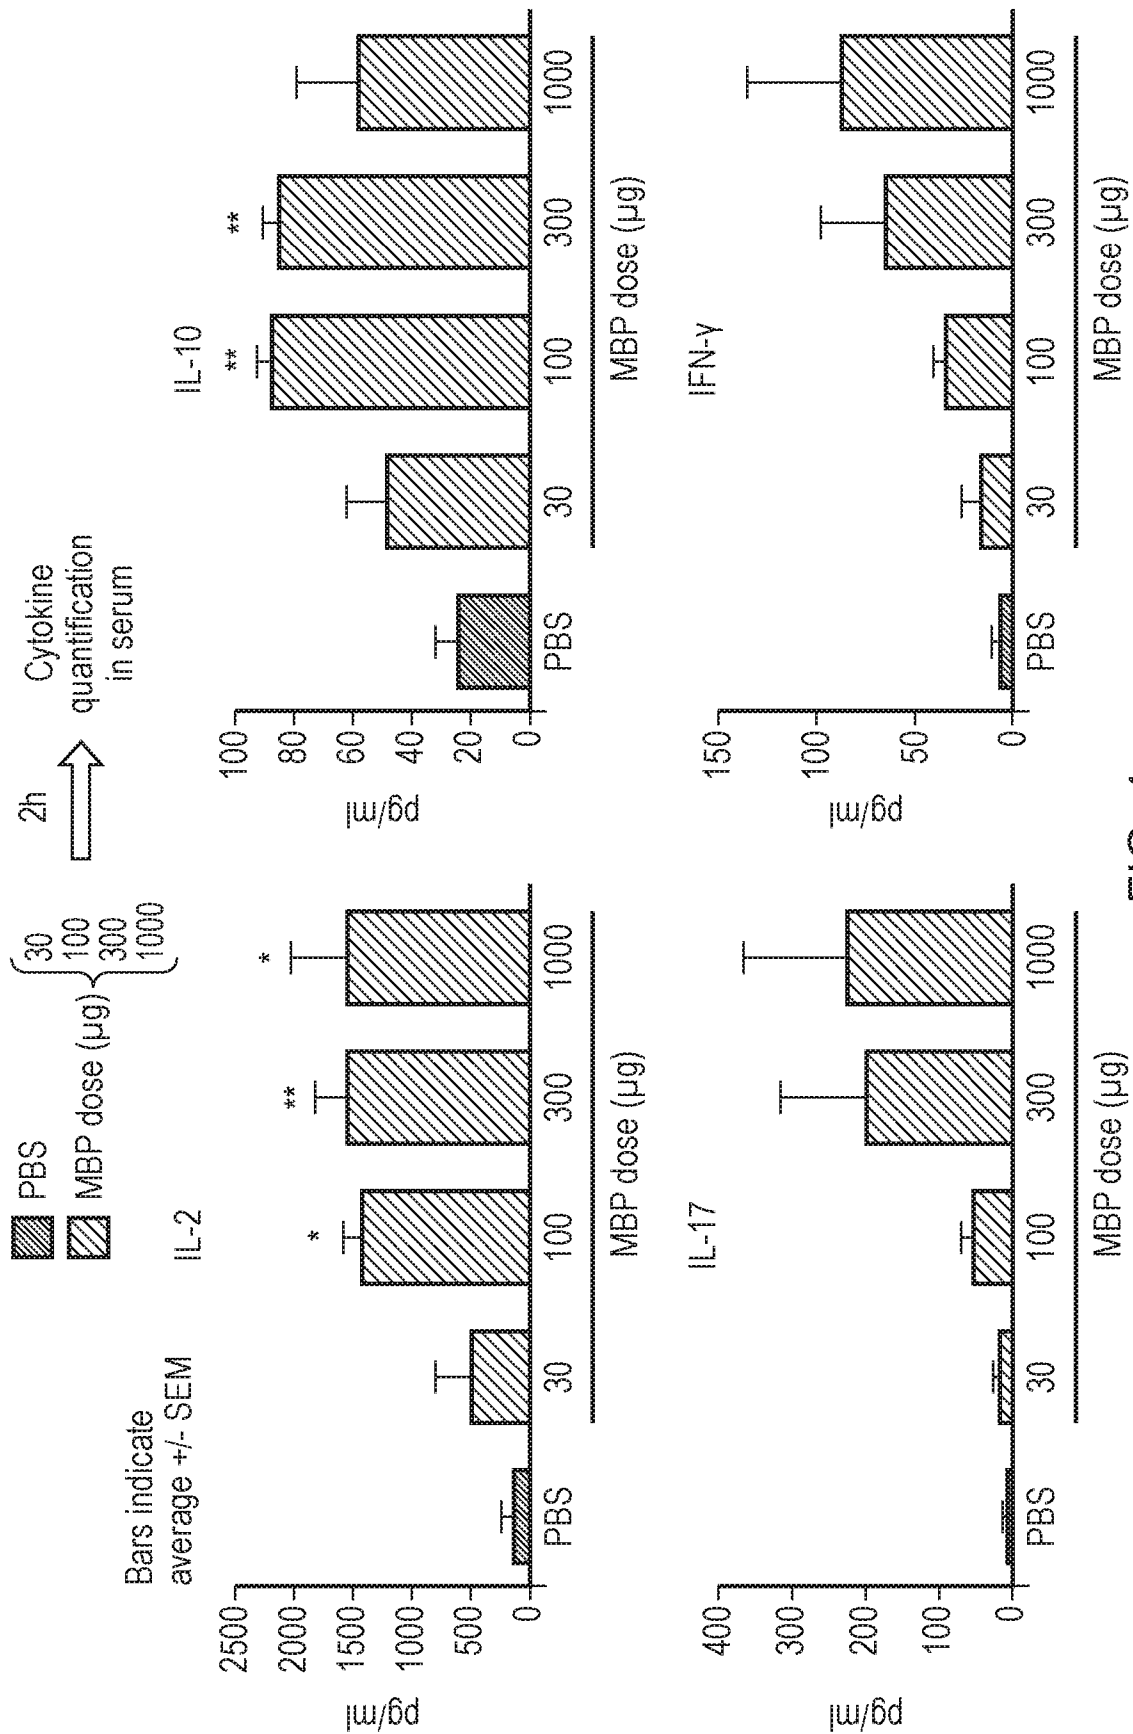 Bars indicate
average +/- SEM
PBS
MBP dose (µg)
30
100
300
1000
2h
Cytokine
quantification
in serum
IL-2
pg/ml
2500
2000
1500
1000
500
0
*
**
*
PBS
30
100
300
1000
MBP dose (µg)
IL-10
pg/ml
100
80
60
40
20
0
**
**
PBS
30
100
300
1000
MBP dose (µg)
IL-17
pg/ml
400
300
200
100
0
PBS
30
100
300
1000
MBP dose (µg)
IFN-γ
pg/ml
150
100
50
0
PBS
30
100
300
1000
MBP dose (µg)